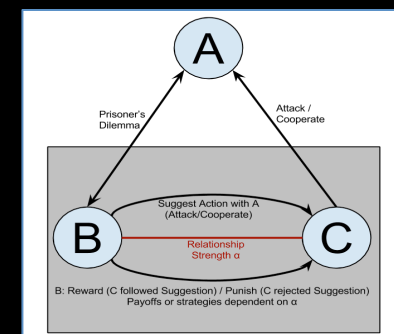 A
Prisoner's
Dilemma
Attack /
Cooperate
Suggest Action with A
(Attack/Cooperate)
B
C
Relationship
Strength α
B: Reward (C followed Suggestion) / Punish (C rejected Suggestion)
Payoffs or strategies dependent on α